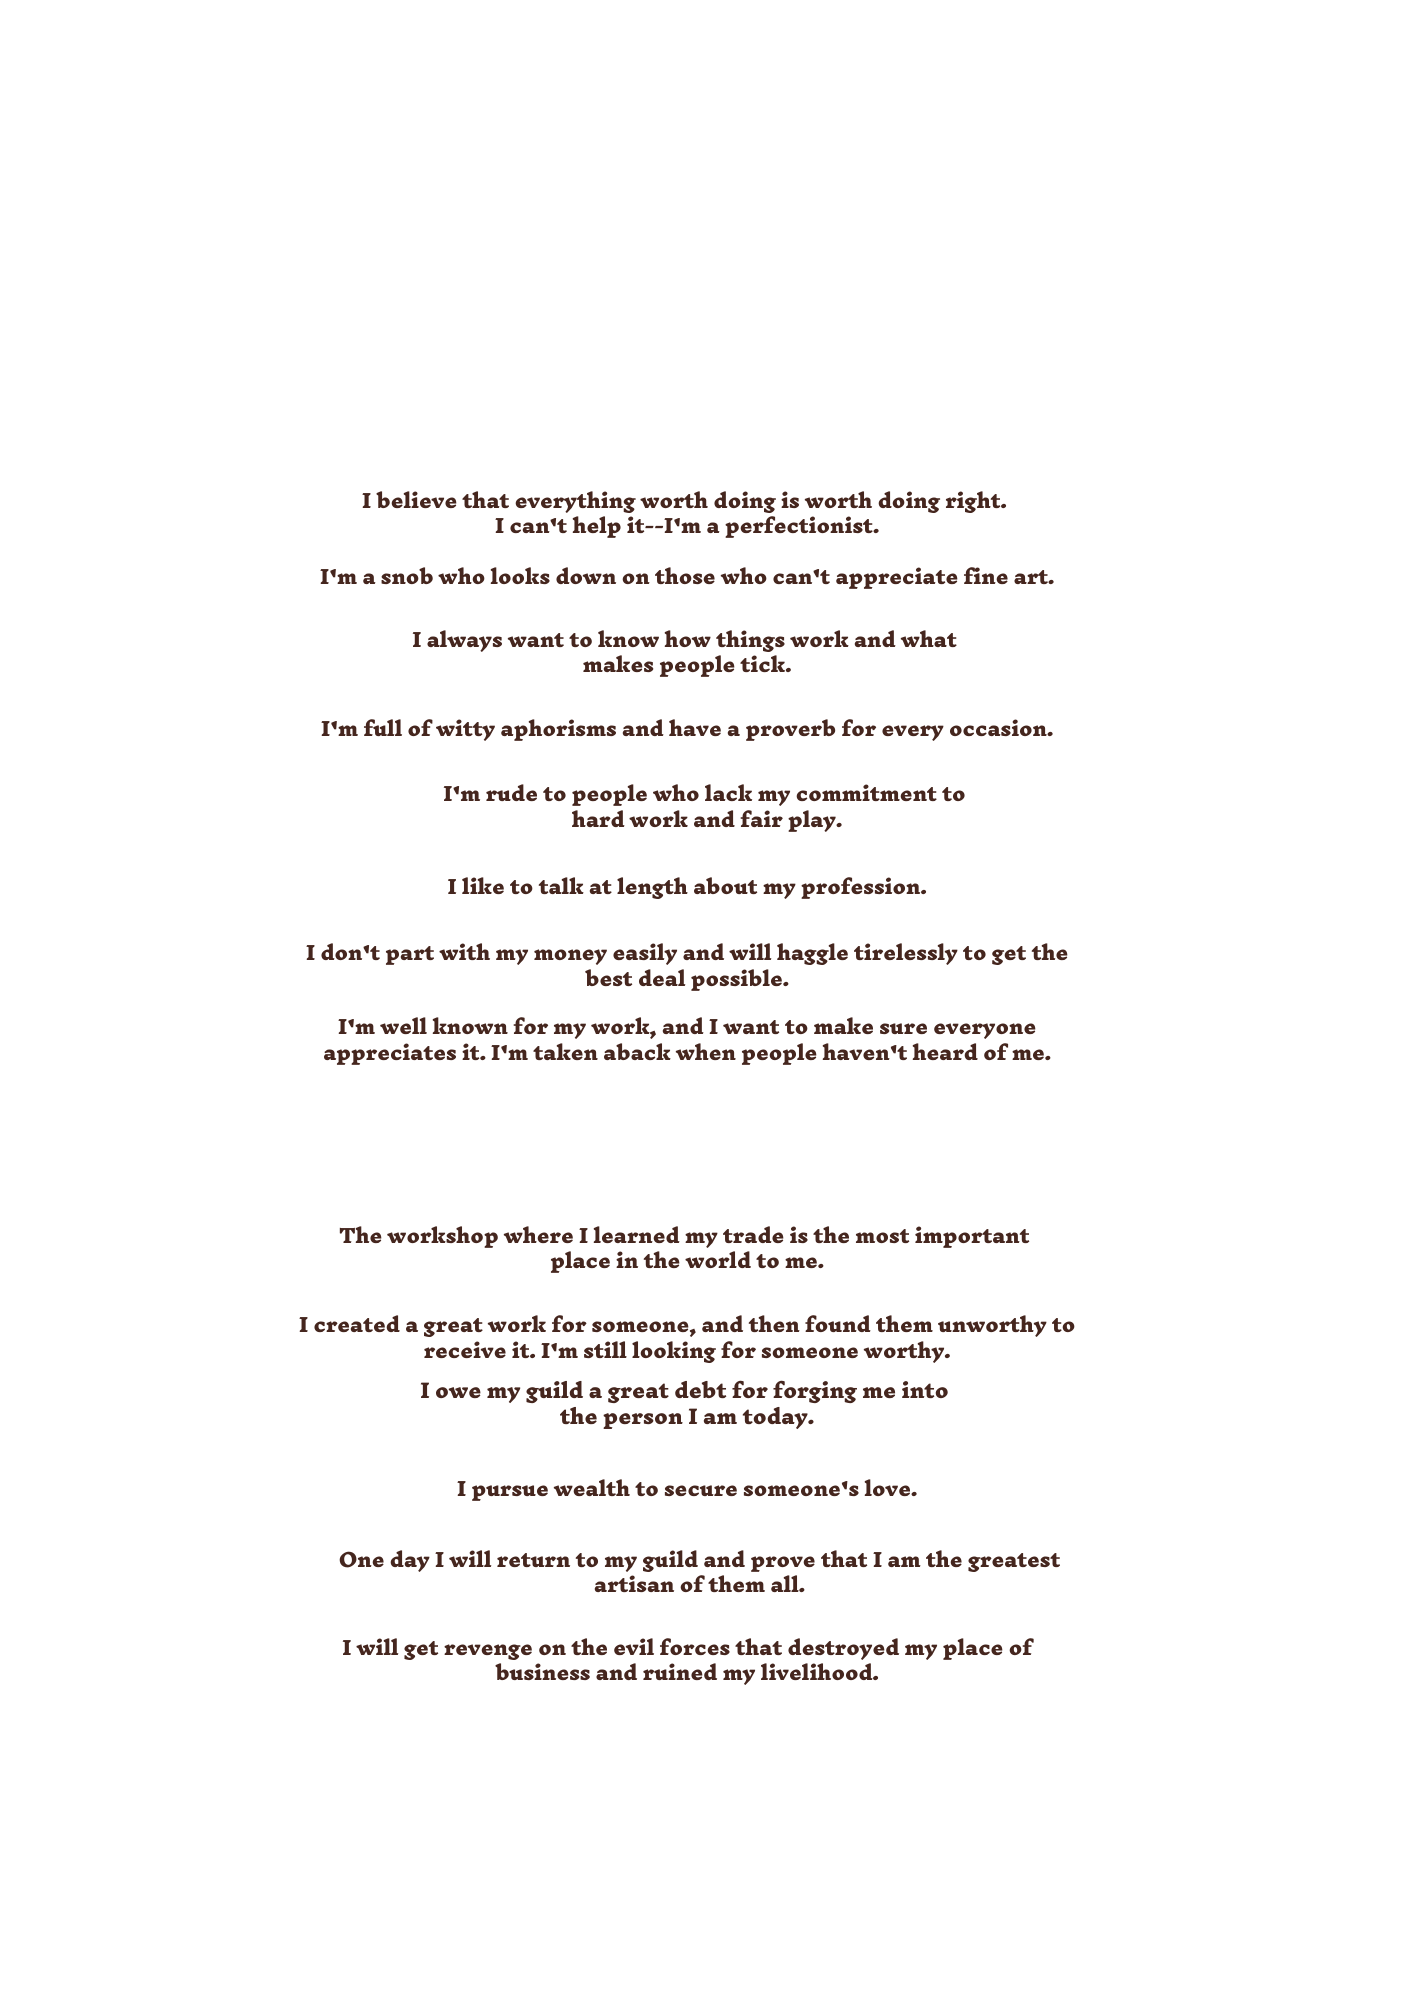 I believe that everything worth doing is worth doing right.
I can't help it--I'm a perfectionist.
I'm a snob who looks down on those who can't appreciate fine art.
I always want to know how things work and what
makes people tick.
I'm full of witty aphorisms and have a proverb for every occasion.
I'm rude to people who lack my commitment to
hard work and fair play.
I like to talk at length about my profession.
I don't part with my money easily and will haggle tirelessly to get the
best deal possible.
I'm well known for my work, and I want to make sure everyone
appreciates it. I'm taken aback when people haven't heard of me.
The workshop where I learned my trade is the most important
place in the world to me.
I created a great work for someone, and then found them unworthy to
receive it. I'm still looking for someone worthy.
I owe my guild a great debt for forging me into
the person I am today.
I pursue wealth to secure someone's love.
One day I will return to my guild and prove that I am the greatest
artisan of them all.
I will get revenge on the evil forces that destroyed my place of
business and ruined my livelihood.